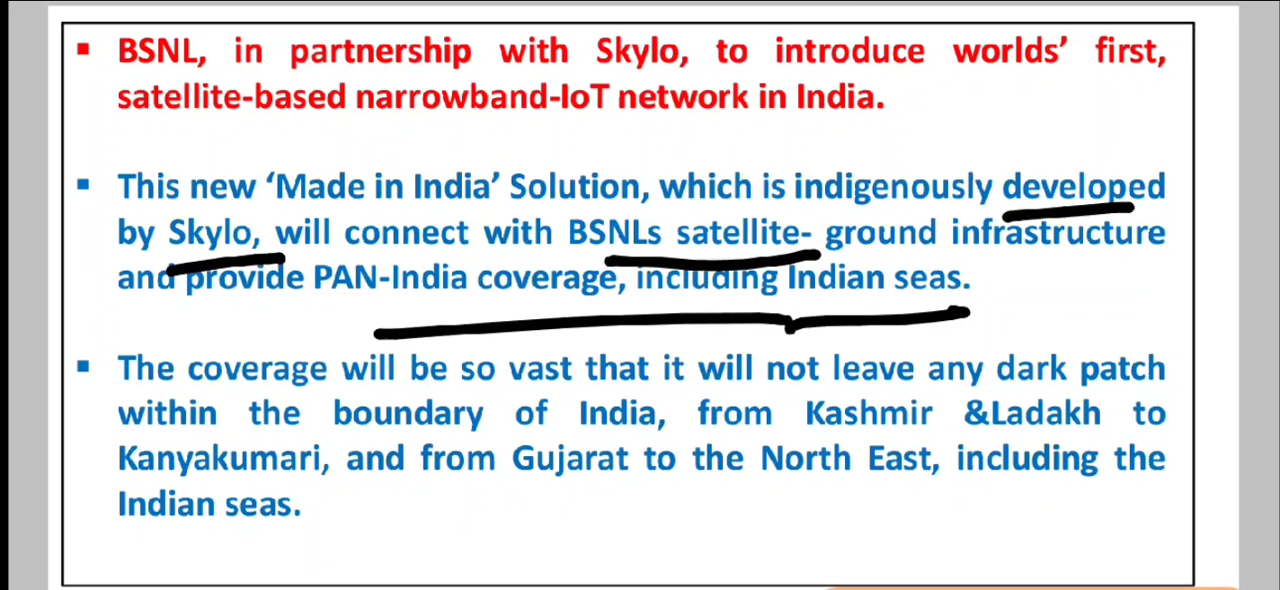 ▪ BSNL, in partnership with Skylo, to introduce worlds’ first,
satellite-based narrowband-IoT network in India.
▪ This new ‘Made in India’ Solution, which is indigenously developed
by Skylo, will connect with BSNLs satellite- ground infrastructure
and provide PAN-India coverage, including Indian seas.
▪ The coverage will be so vast that it will not leave any dark patch
within the boundary of India, from Kashmir &Ladakh to
Kanyakumari, and from Gujarat to the North East, including the
Indian seas.